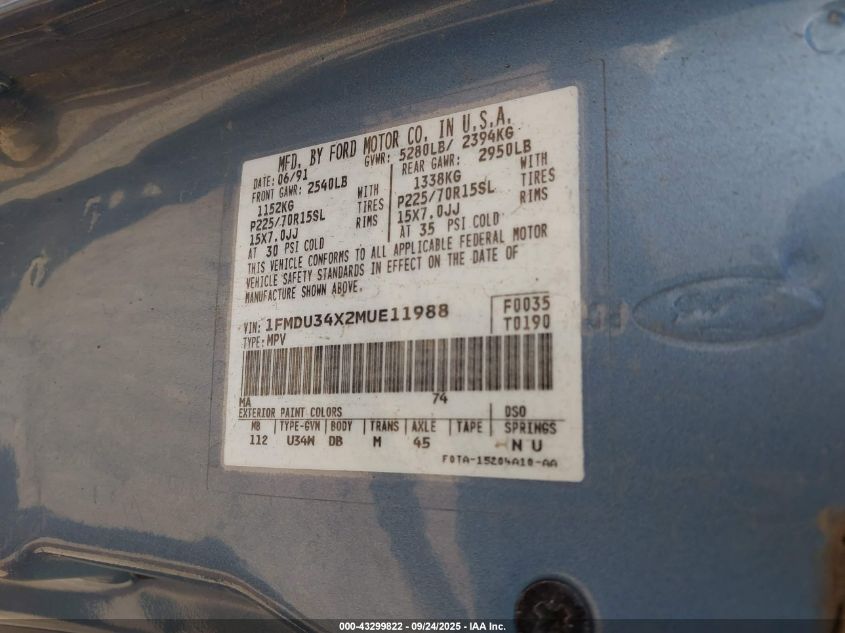 MFD. BY FORD MOTOR CO. IN U.S.A.
DATE: 06/91 GVWR: 5280LB/ 2394KG
FRONT GAWR: 2540LB REAR GAWR: 2950LB
1152KG WITH 1338KG WITH
P225/70R15SL TIRES P225/70R15SL TIRES
15X7.0JJ RIMS 15X7.0JJ RIMS
AT 30 PSI COLD AT 35 PSI COLD
THIS VEHICLE CONFORMS TO ALL APPLICABLE FEDERAL MOTOR
VEHICLE SAFETY STANDARDS IN EFFECT ON THE DATE OF
MANUFACTURE SHOWN ABOVE.
VIN: 1FMDU34X2MUE11988 F0035
TYPE: MPV T0190
MA 74
EXTERIOR PAINT COLORS DSO
WB TYPE-GVW BODY TRANS AXLE TAPE SPRINGS
112 U34W DB M 45 N U
F0TA-15204A10-AA
000-43299822 - 09/24/2025 - IAA Inc.